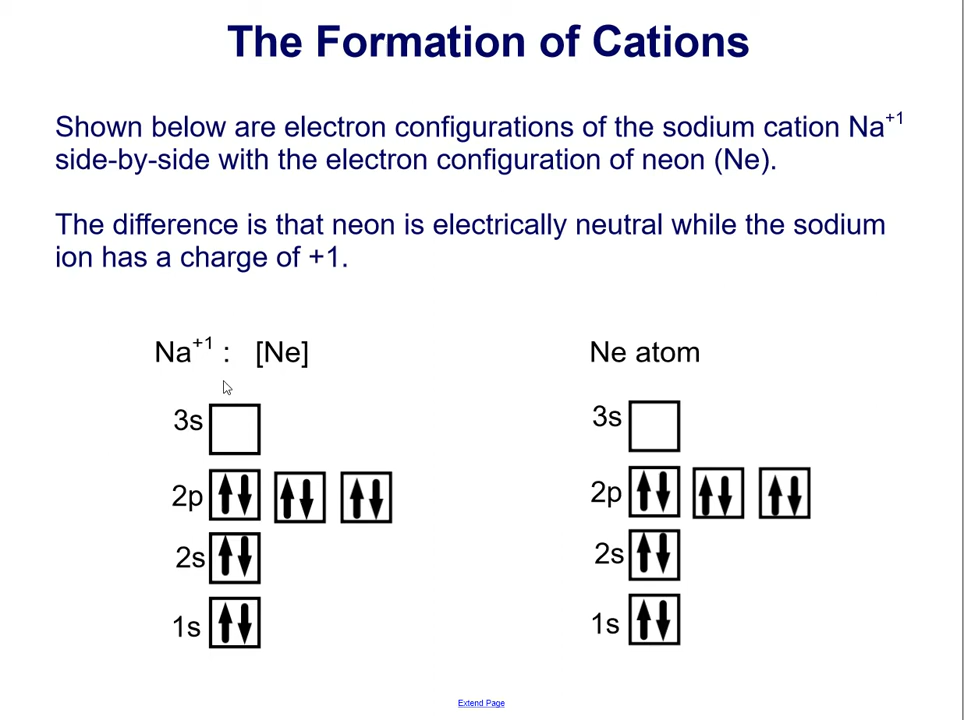 The Formation of Cations
Shown below are electron configurations of the sodium cation Na+1
side-by-side with the electron configuration of neon (Ne).
The difference is that neon is electrically neutral while the sodium
ion has a charge of +1.
Na+1 : [Ne]
3s
2p
2s
1s
Ne atom
3s
2p
2s
1s
Extend Page